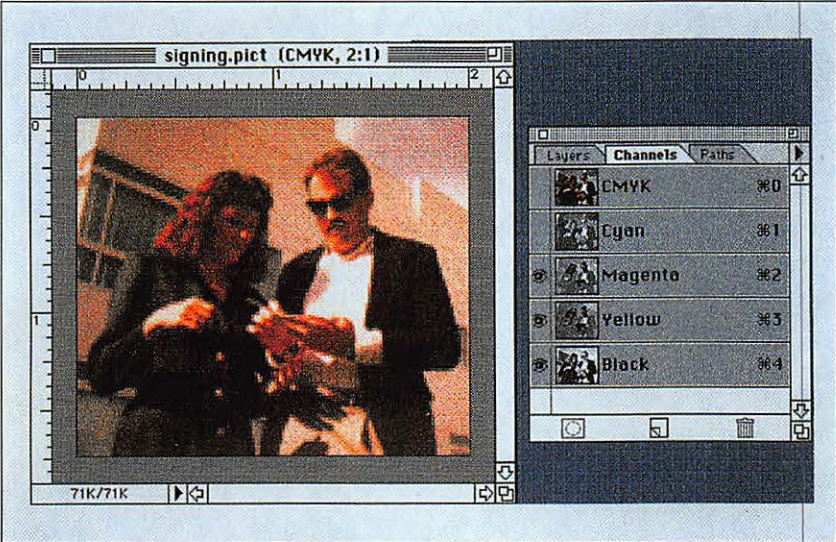 signing.pict (CMYK, 2:1)
0 1 2
0
1
71K/71K
Layers Channels Paths
CMYK ⌘0
Cyan ⌘1
Magenta ⌘2
Yellow ⌘3
Black ⌘4